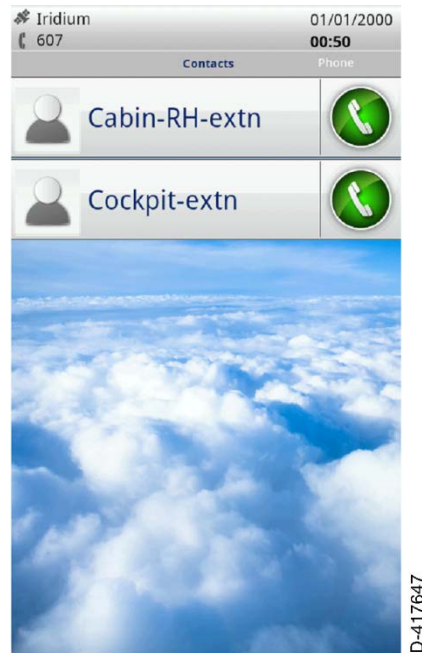 Iridium 01/01/2000
607 00:50
Contacts Phone
Cabin-RH-extn
Cockpit-extn
D-417647